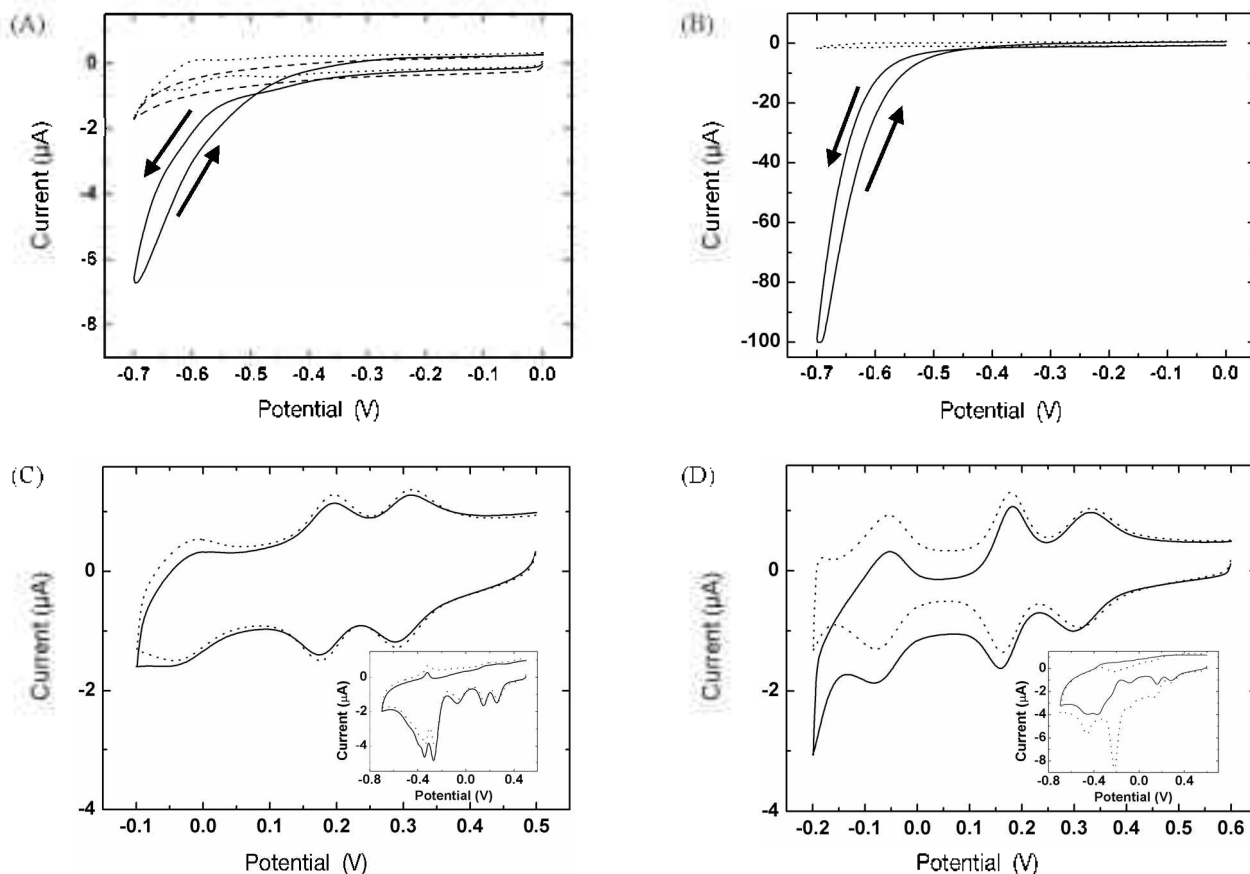 (A)
Current (μA)
0
-2
-4
-6
-8
-0.7 -0.6 -0.5 -0.4 -0.3 -0.2 -0.1 0.0
Potential (V)
(B)
Current (μA)
0
-20
-40
-60
-80
-100
-0.7 -0.6 -0.5 -0.4 -0.3 -0.2 -0.1 0.0
Potential (V)
(C)
Current (μA)
0
-2
-4
-0.1 0.0 0.1 0.2 0.3 0.4 0.5
Potential (V)
Current (μA)
0
-2
-4
-0.8 -0.4 0.0 0.4
Potential (V)
(D)
Current (μA)
0
-2
-4
-0.2 -0.1 0.0 0.1 0.2 0.3 0.4 0.5 0.6
Potential (V)
Current (μA)
0
-2
-4
-6
-8
-0.8 -0.4 0.0 0.4
Potential (V)